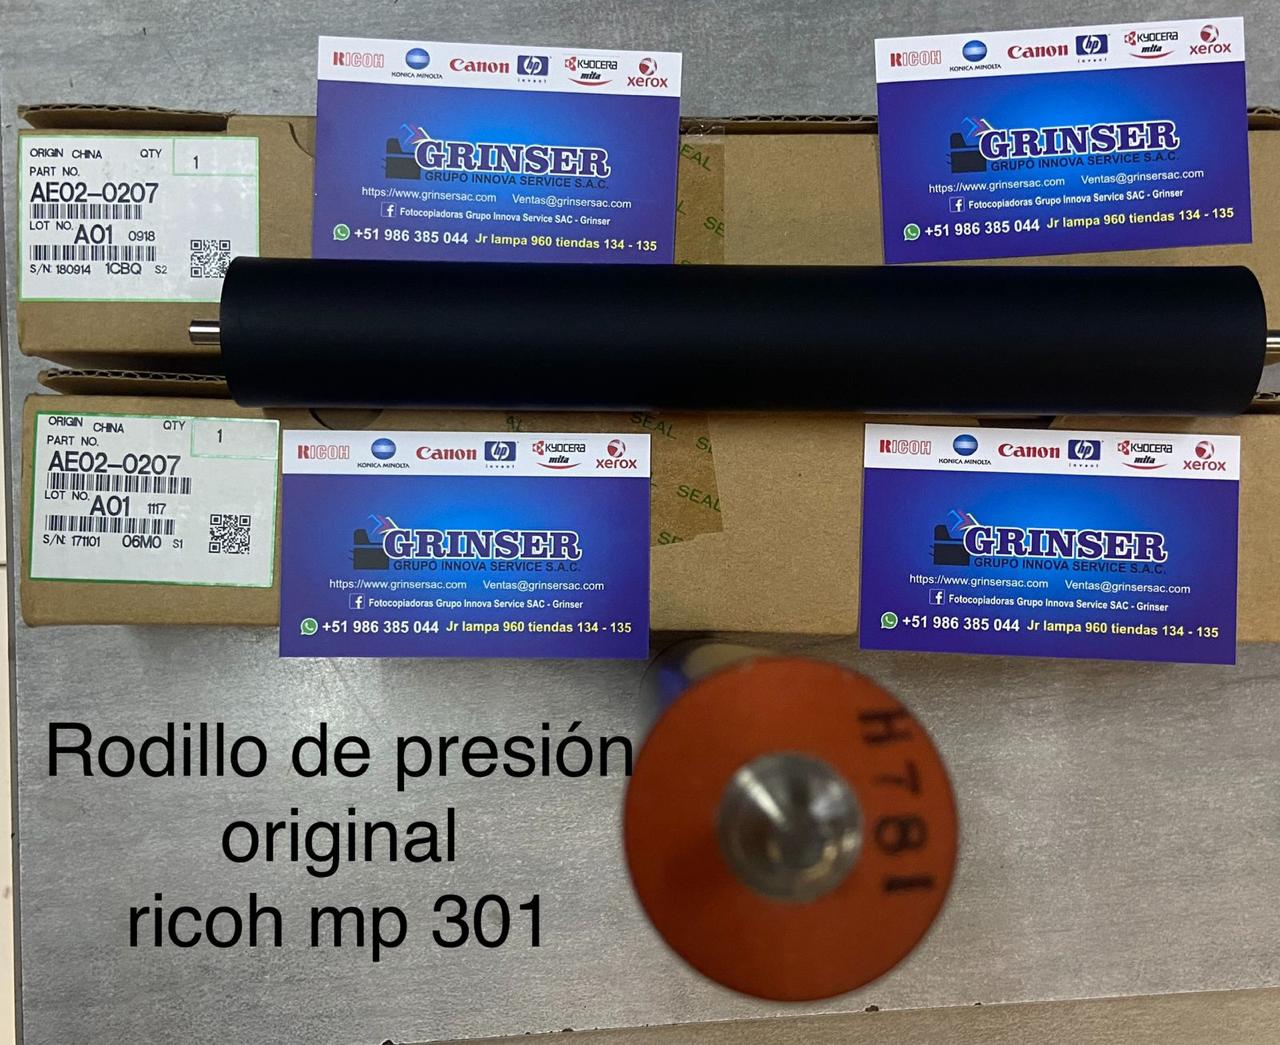 RICOH KONICA MINOLTA Canon hp invent KYOCERA mita xerox
GRINSER
GRUPO INNOVA SERVICE S.A.C.
https://www.grinsersac.com Ventas@grinsersac.com
Fotocopiadoras Grupo Innova Service SAC - Grinser
+51 986 385 044 Jr lampa 960 tiendas 134 - 135
RICOH KONICA MINOLTA Canon hp invent KYOCERA mita xerox
GRINSER
GRUPO INNOVA SERVICE S.A.C.
https://www.grinsersac.com Ventas@grinsersac.com
Fotocopiadoras Grupo Innova Service SAC - Grinser
+51 986 385 044 Jr lampa 960 tiendas 134 - 135
ORIGIN CHINA QTY 1
PART NO.
AE02-0207
LOT NO. A01 0918
S/N: 180914 1CBQ S2
SEAL
ORIGIN CHINA QTY 1
PART NO.
AE02-0207
LOT NO. A01 1117
S/N: 171101 06M0 S1
SEAL
SEAL
RICOH KONICA MINOLTA Canon hp invent KYOCERA mita xerox
GRINSER
GRUPO INNOVA SERVICE S.A.C.
https://www.grinsersac.com Ventas@grinsersac.com
Fotocopiadoras Grupo Innova Service SAC - Grinser
+51 986 385 044 Jr lampa 960 tiendas 134 - 135
RICOH KONICA MINOLTA Canon hp invent KYOCERA mita xerox
GRINSER
GRUPO INNOVA SERVICE S.A.C.
https://www.grinsersac.com Ventas@grinsersac.com
Fotocopiadoras Grupo Innova Service SAC - Grinser
+51 986 385 044 Jr lampa 960 tiendas 134 - 135
Rodillo de presión
original
ricoh mp 301
H781